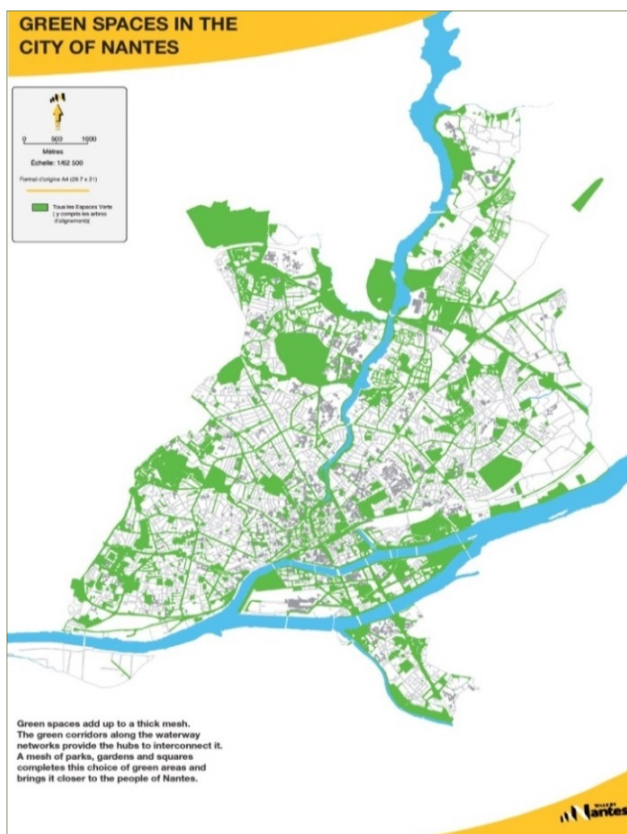 GREEN SPACES IN THE
CITY OF NANTES
0 500 1000
Mètres
Échelle: 1/62 500
Format d'origine A4 (29.7 x 21)
Tous les Espaces Verts
( y compris les arbres
d'alignements)
Green spaces add up to a thick mesh.
The green corridors along the waterway
networks provide the hubs to interconnect it.
A mesh of parks, gardens and squares
completes this choice of green areas and
brings it closer to the people of Nantes.
Nantes